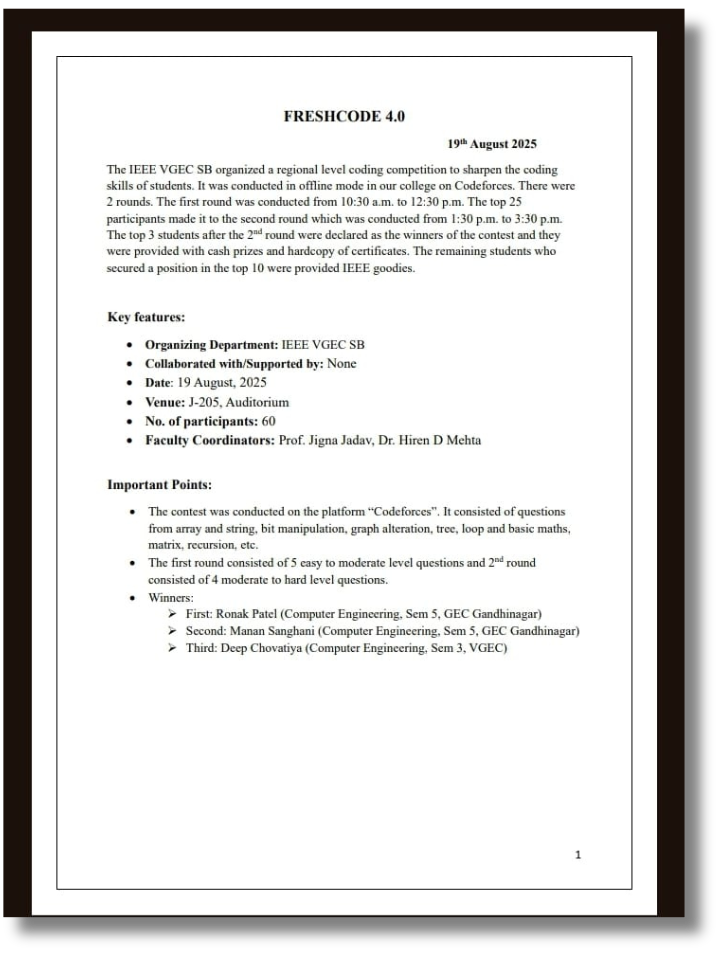 FRESHCODE 4.0
19th August 2025
The IEEE VGEC SB organized a regional level coding competition to sharpen the coding
skills of students. It was conducted in offline mode in our college on Codeforces. There were
2 rounds. The first round was conducted from 10:30 a.m. to 12:30 p.m. The top 25
participants made it to the second round which was conducted from 1:30 p.m. to 3:30 p.m.
The top 3 students after the 2nd round were declared as the winners of the contest and they
were provided with cash prizes and hardcopy of certificates. The remaining students who
secured a position in the top 10 were provided IEEE goodies.
Key features:
• Organizing Department: IEEE VGEC SB
• Collaborated with/Supported by: None
• Date: 19 August, 2025
• Venue: J-205, Auditorium
• No. of participants: 60
• Faculty Coordinators: Prof. Jigna Jadav, Dr. Hiren D Mehta
Important Points:
• The contest was conducted on the platform “Codeforces”. It consisted of questions
from array and string, bit manipulation, graph alteration, tree, loop and basic maths,
matrix, recursion, etc.
• The first round consisted of 5 easy to moderate level questions and 2nd round
consisted of 4 moderate to hard level questions.
• Winners:
➢ First: Ronak Patel (Computer Engineering, Sem 5, GEC Gandhinagar)
➢ Second: Manan Sanghani (Computer Engineering, Sem 5, GEC Gandhinagar)
➢ Third: Deep Chovatiya (Computer Engineering, Sem 3, VGEC)
1